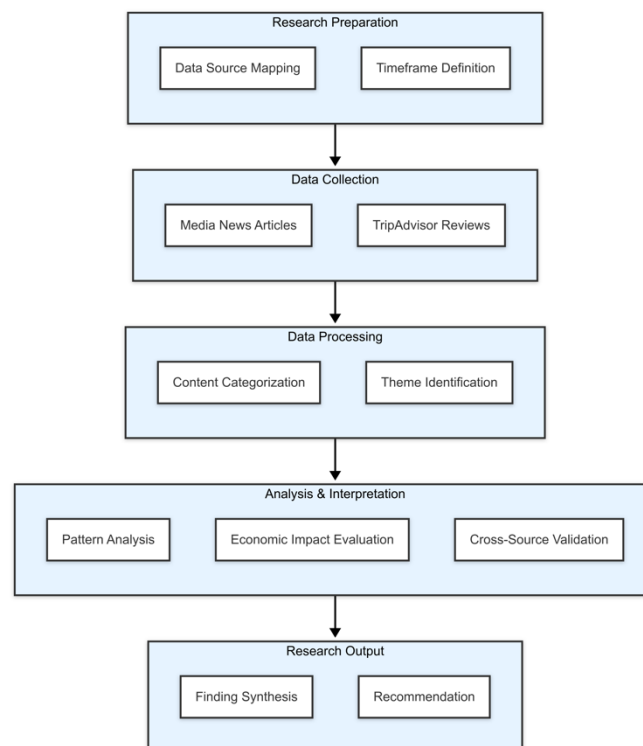 Research Preparation
Data Source Mapping
Timeframe Definition
Data Collection
Media News Articles
TripAdvisor Reviews
Data Processing
Content Categorization
Theme Identification
Analysis & Interpretation
Pattern Analysis
Economic Impact Evaluation
Cross-Source Validation
Research Output
Finding Synthesis
Recommendation